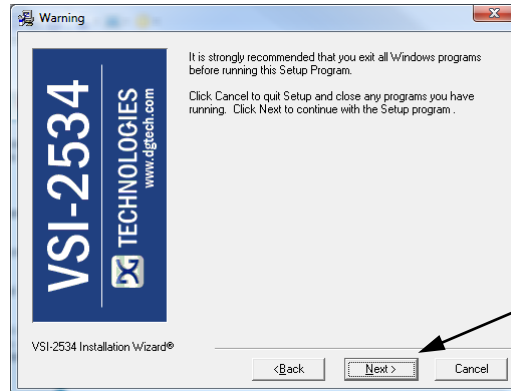 Warning
It is strongly recommended that you exit all Windows programs
before running this Setup Program.
Click Cancel to quit Setup and close any programs you have
running. Click Next to continue with the Setup program .
VSI-2534
DG TECHNOLOGIES
www.dgtech.com
VSI-2534 Installation Wizard®
<Back
Next >
Cancel